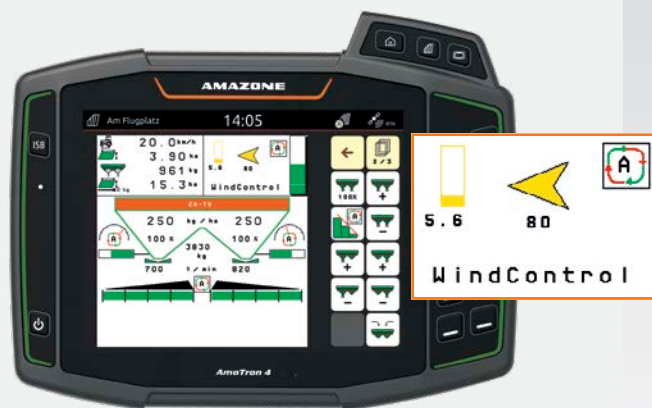 AMAZONE
ISB
Am Flugplatz
14:05
20.0 km/h
3.90 ha
961 kg
15.3 ha
5.6
80
WindControl
2/3
ZA-TS
250 kg/ha 250
100 %
100 %
3830
kg
700 1/min 820
A
A
A
A
100%
+
-
+
+
-
-
AmaTron 4
A
5.6
80
WindControl